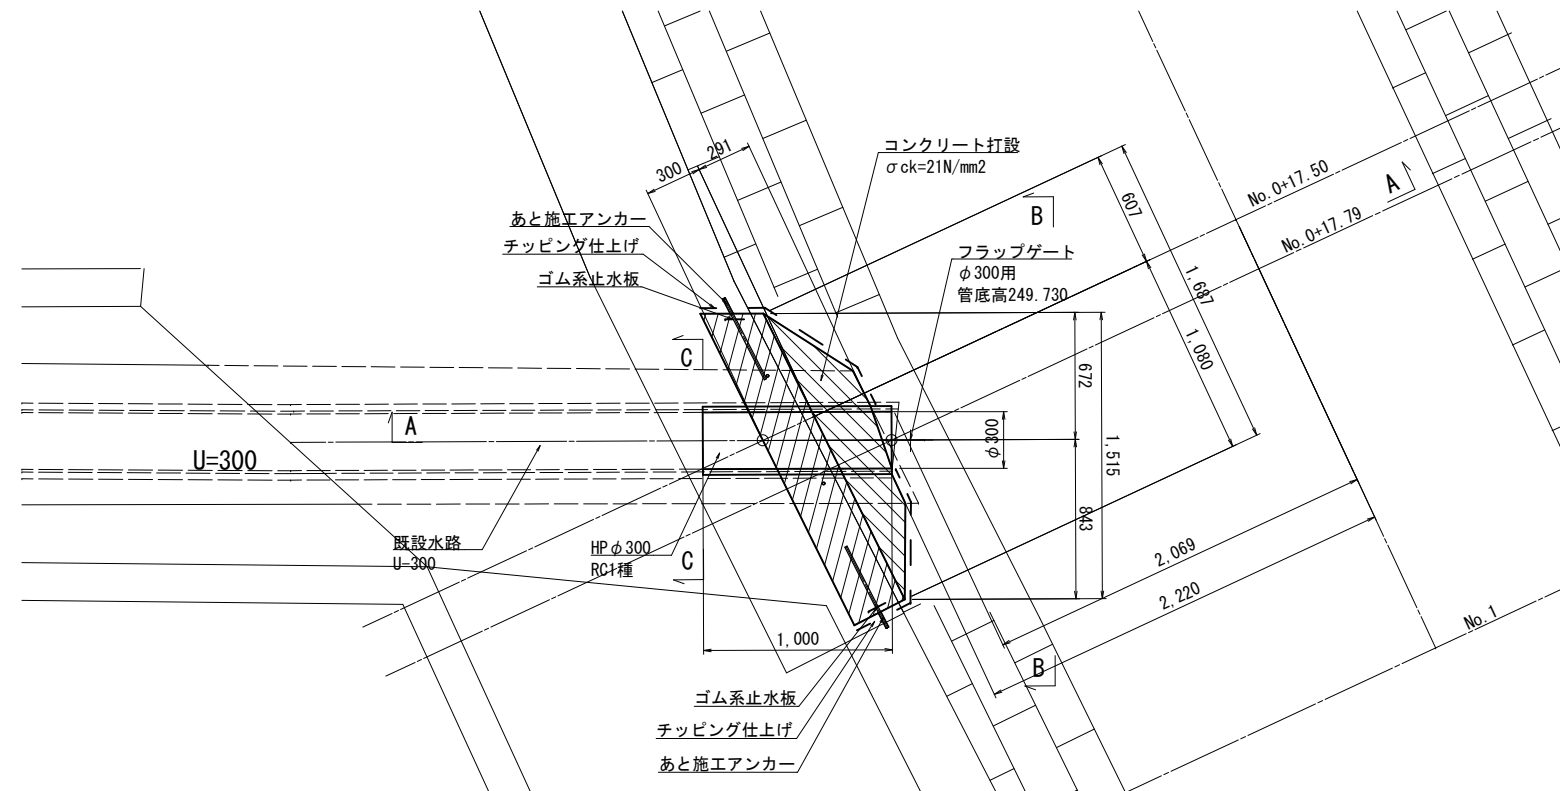 300
291
コンクリート打設
σck=21N/mm2
あと施工アンカー
チッピング仕上げ
ゴム系止水板
B
フラップゲート
φ300用
管底高249.730
607
No.0+17.50
A
No.0+17.79
1,687
1,080
C
672
A
U=300
φ300
1,515
既設水路
U-300
HPφ300
RC1種
C
843
2,069
2,220
1,000
No.1
B
ゴム系止水板
チッピング仕上げ
あと施工アンカー